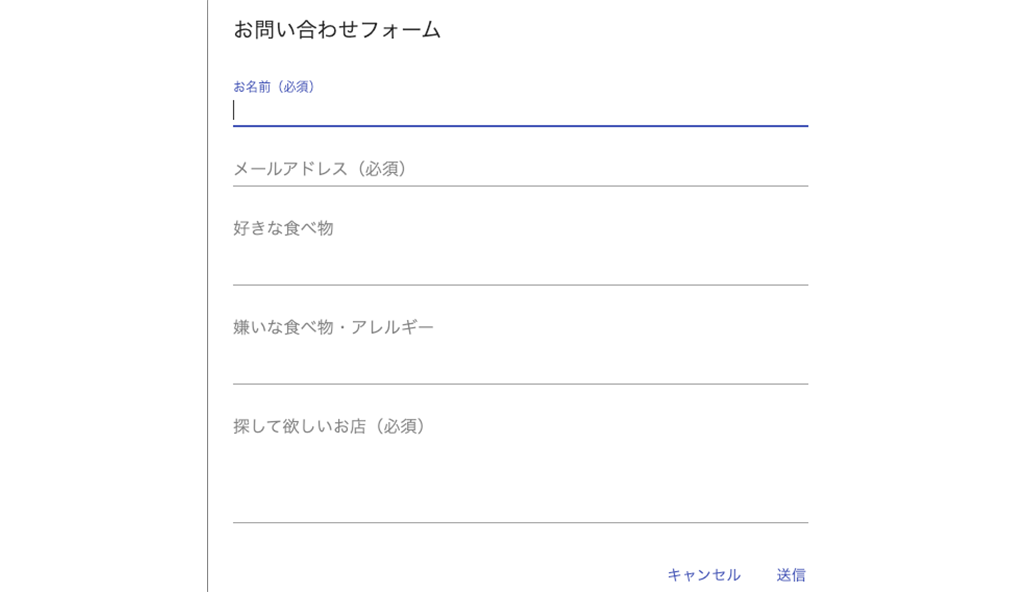 お問い合わせフォーム
お名前（必須）
メールアドレス（必須）
好きな食べ物
嫌いな食べ物・アレルギー
探して欲しいお店（必須）
キャンセル 送信